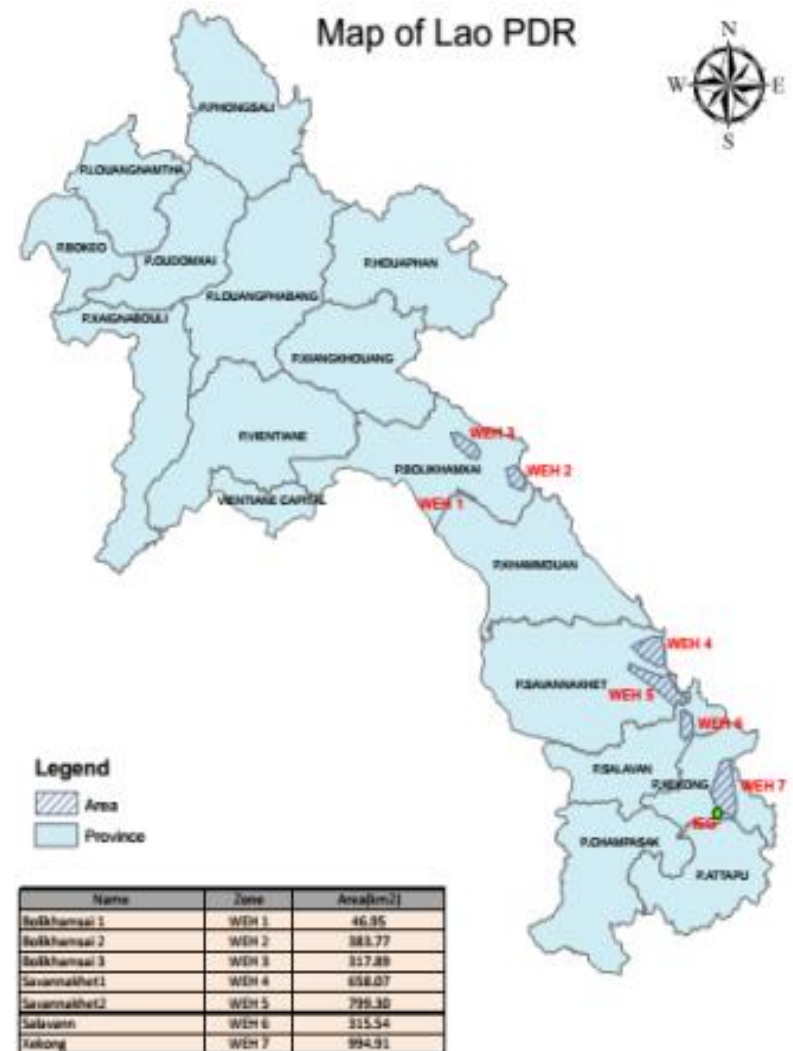 Map of Lao PDR
N
W E
S
P.PHONGSALI
P.LOUANGNAMTHA
P.BOKEO
P.OUDOMXAI
P.HOUAPHAN
P.LOUANGPHABANG
P.XAIGNABOULI
P.XIANGKHOUANG
P.VIENTIANE
WEH 3
P.BOLIKHAMXAI
WEH 2
VIENTIANE CAPITAL
WEH 1
P.KHAMMOUAN
WEH 4
P.SAVANNAKHET
WEH 5
WEH 6
P.SALAVAN
P.XEKONG
WEH 7
P.CHAMPASAK
P.ATTAPU
Legend
Area
Province
Name Zone Area(km2)
Bolikhamsai 1 WEH 1 46.95
Bolikhamsai 2 WEH 2 383.77
Bolikhamsai 3 WEH 3 317.89
Savannakhet1 WEH 4 658.07
Savannakhet2 WEH 5 799.30
Salavann WEH 6 315.54
Xekong WEH 7 994.91